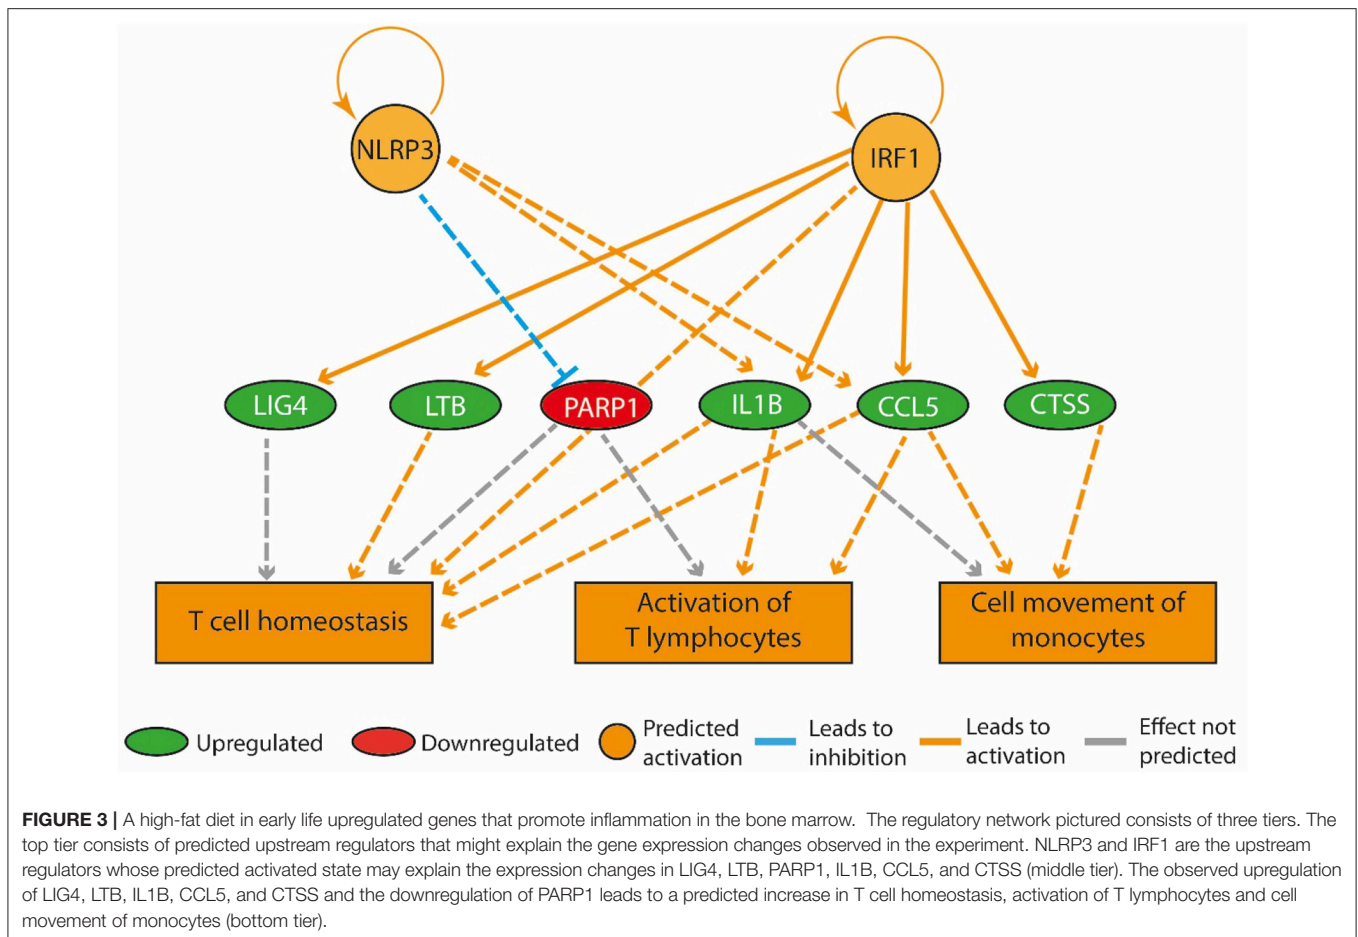 NLRP3
IRF1
LIG4
LTB
PARP1
IL1B
CCL5
CTSS
T cell homeostasis
Activation of
T lymphocytes
Cell movement of
monocytes
Upregulated
Downregulated
Predicted
activation
Leads to
inhibition
Leads to
activation
Effect not
predicted
FIGURE 3 | A high-fat diet in early life upregulated genes that promote inflammation in the bone marrow. The regulatory network pictured consists of three tiers. The
top tier consists of predicted upstream regulators that might explain the gene expression changes observed in the experiment. NLRP3 and IRF1 are the upstream
regulators whose predicted activated state may explain the expression changes in LIG4, LTB, PARP1, IL1B, CCL5, and CTSS (middle tier). The observed upregulation
of LIG4, LTB, IL1B, CCL5, and CTSS and the downregulation of PARP1 leads to a predicted increase in T cell homeostasis, activation of T lymphocytes and cell
movement of monocytes (bottom tier).